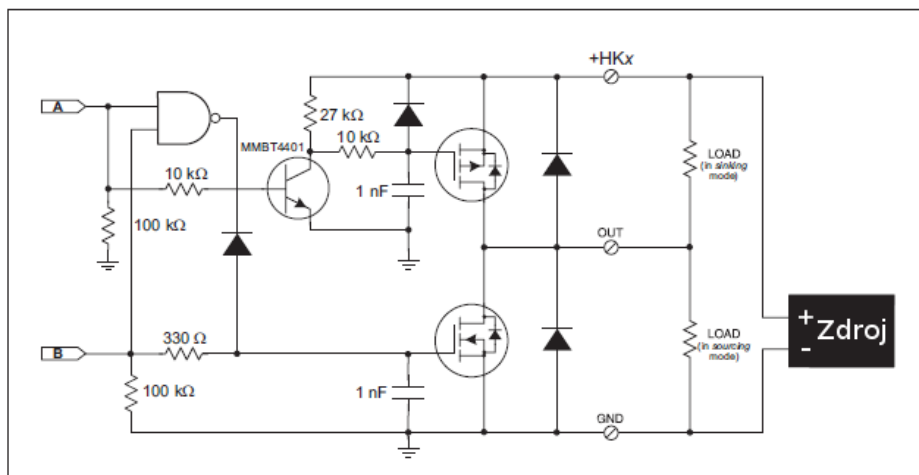 +HKx
A
27 kΩ
MMBT4401
10 kΩ
10 kΩ
1 nF
100 kΩ
LOAD
(in sinking
mode)
OUT
330 Ω
B
100 kΩ
1 nF
LOAD
(in sourcing
mode)
+
Zdroj
-
GND